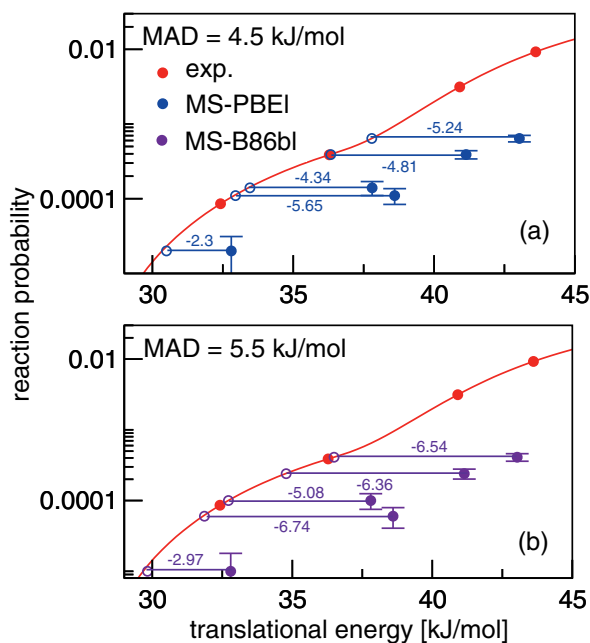 MAD = 4.5 kJ/mol
exp.
MS-PBEl
MS-B86bl
0.01
0.0001
-5.24
-4.81
-4.34
-5.65
-2.3
(a)
30
35
40
45
reaction probability
MAD = 5.5 kJ/mol
0.01
0.0001
-6.54
-6.36
-5.08
-6.74
-2.97
(b)
30
35
40
45
translational energy [kJ/mol]